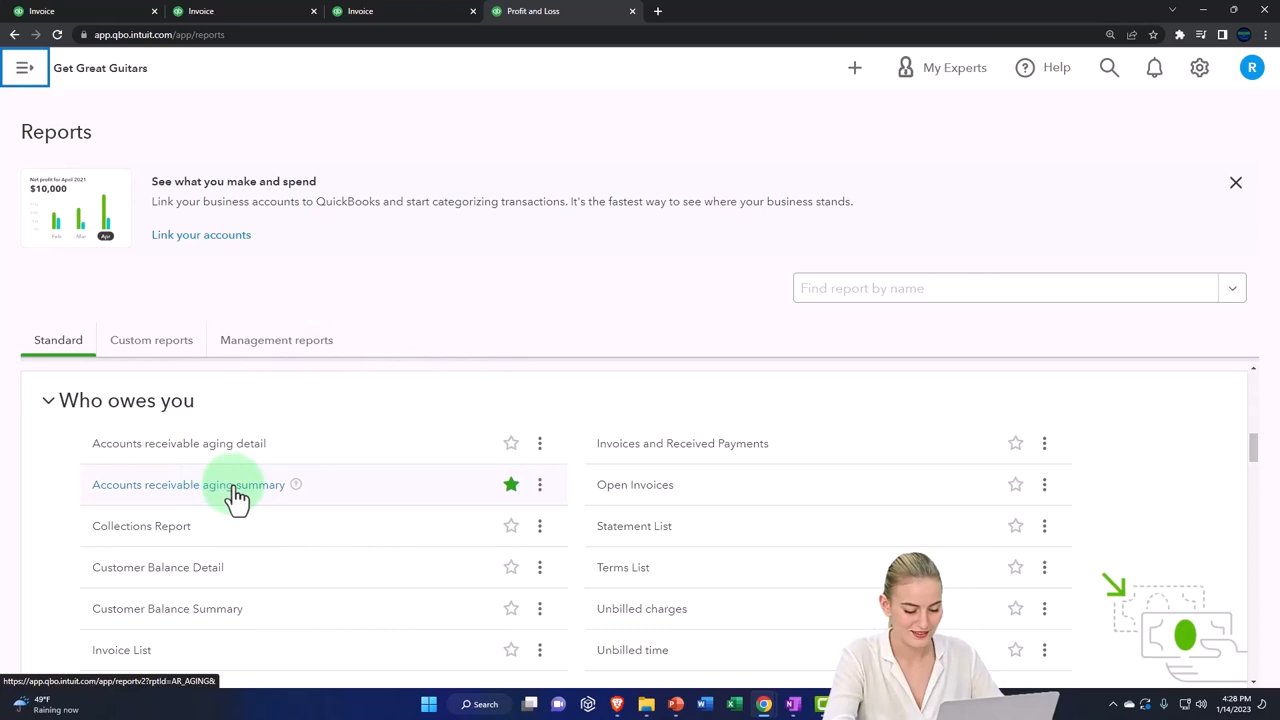 Invoice
Invoice
Invoice
Profit and Loss
app.qbo.intuit.com/app/reports
Get Great Guitars
My Experts
Help
R
Reports
Net profit for April 2021
$10,000
Feb
Mar
Apr
See what you make and spend
Link your business accounts to QuickBooks and start categorizing transactions. It's the fastest way to see where your business stands.
Link your accounts
Find report by name
Standard
Custom reports
Management reports
Who owes you
Accounts receivable aging detail
Invoices and Received Payments
Accounts receivable aging summary
Open Invoices
Collections Report
Statement List
Customer Balance Detail
Terms List
Customer Balance Summary
Unbilled charges
Invoice List
Unbilled time
https://app.qbo.intuit.com/app/reportv2?rptId=AR_AGING&
49°F
Raining now
Search
4:28 PM
1/14/2023